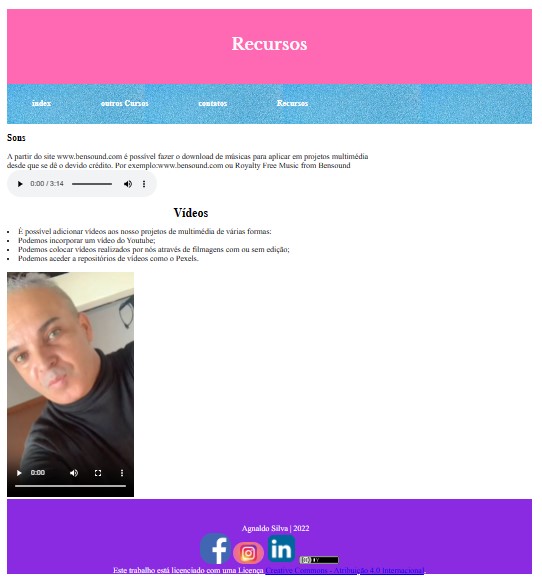 Recursos
index outros Cursos contatos Recursos
Sons
A partir do site www.bensound.com é possível fazer o download de músicas para aplicar em projetos multimédia
desde que se dê o devido crédito. Por exemplo:www.bensound.com ou Royalty Free Music from Bensound
0:00 / 3:14
Vídeos
• É possível adicionar vídeos aos nosso projetos de multimédia de várias formas:
• Podemos incorporar um vídeo do Youtube;
• Podemos colocar vídeos realizados por nós através de filmagens com ou sem edição;
• Podemos aceder a repositórios de vídeos como o Pexels.
0:00
Agnaldo Silva | 2022
f in
Este trabalho está licenciado com uma Licença Creative Commons - Atribuição 4.0 Internacional